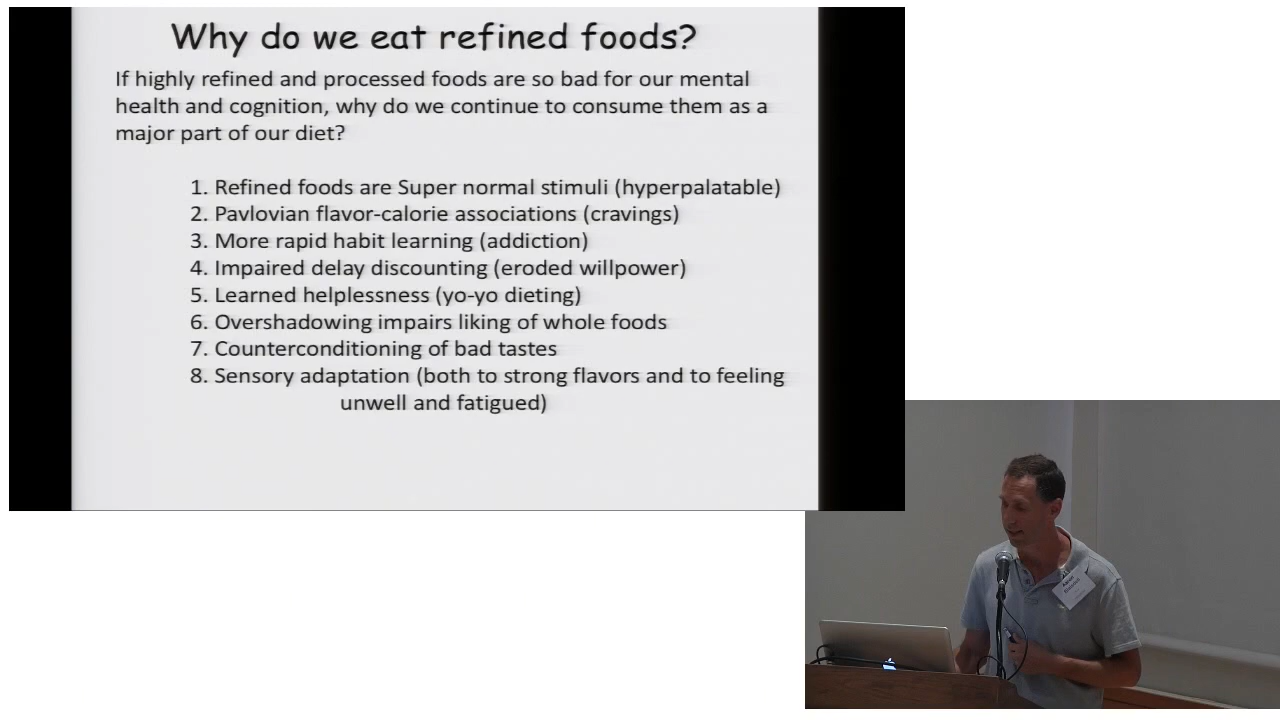 Why do we eat refined foods?
If highly refined and processed foods are so bad for our mental
health and cognition, why do we continue to consume them as a
major part of our diet?
1. Refined foods are Super normal stimuli (hyperpalatable)
2. Pavlovian flavor-calorie associations (cravings)
3. More rapid habit learning (addiction)
4. Impaired delay discounting (eroded willpower)
5. Learned helplessness (yo-yo dieting)
6. Overshadowing impairs liking of whole foods
7. Counterconditioning of bad tastes
8. Sensory adaptation (both to strong flavors and to feeling
unwell and fatigued)
Aaron